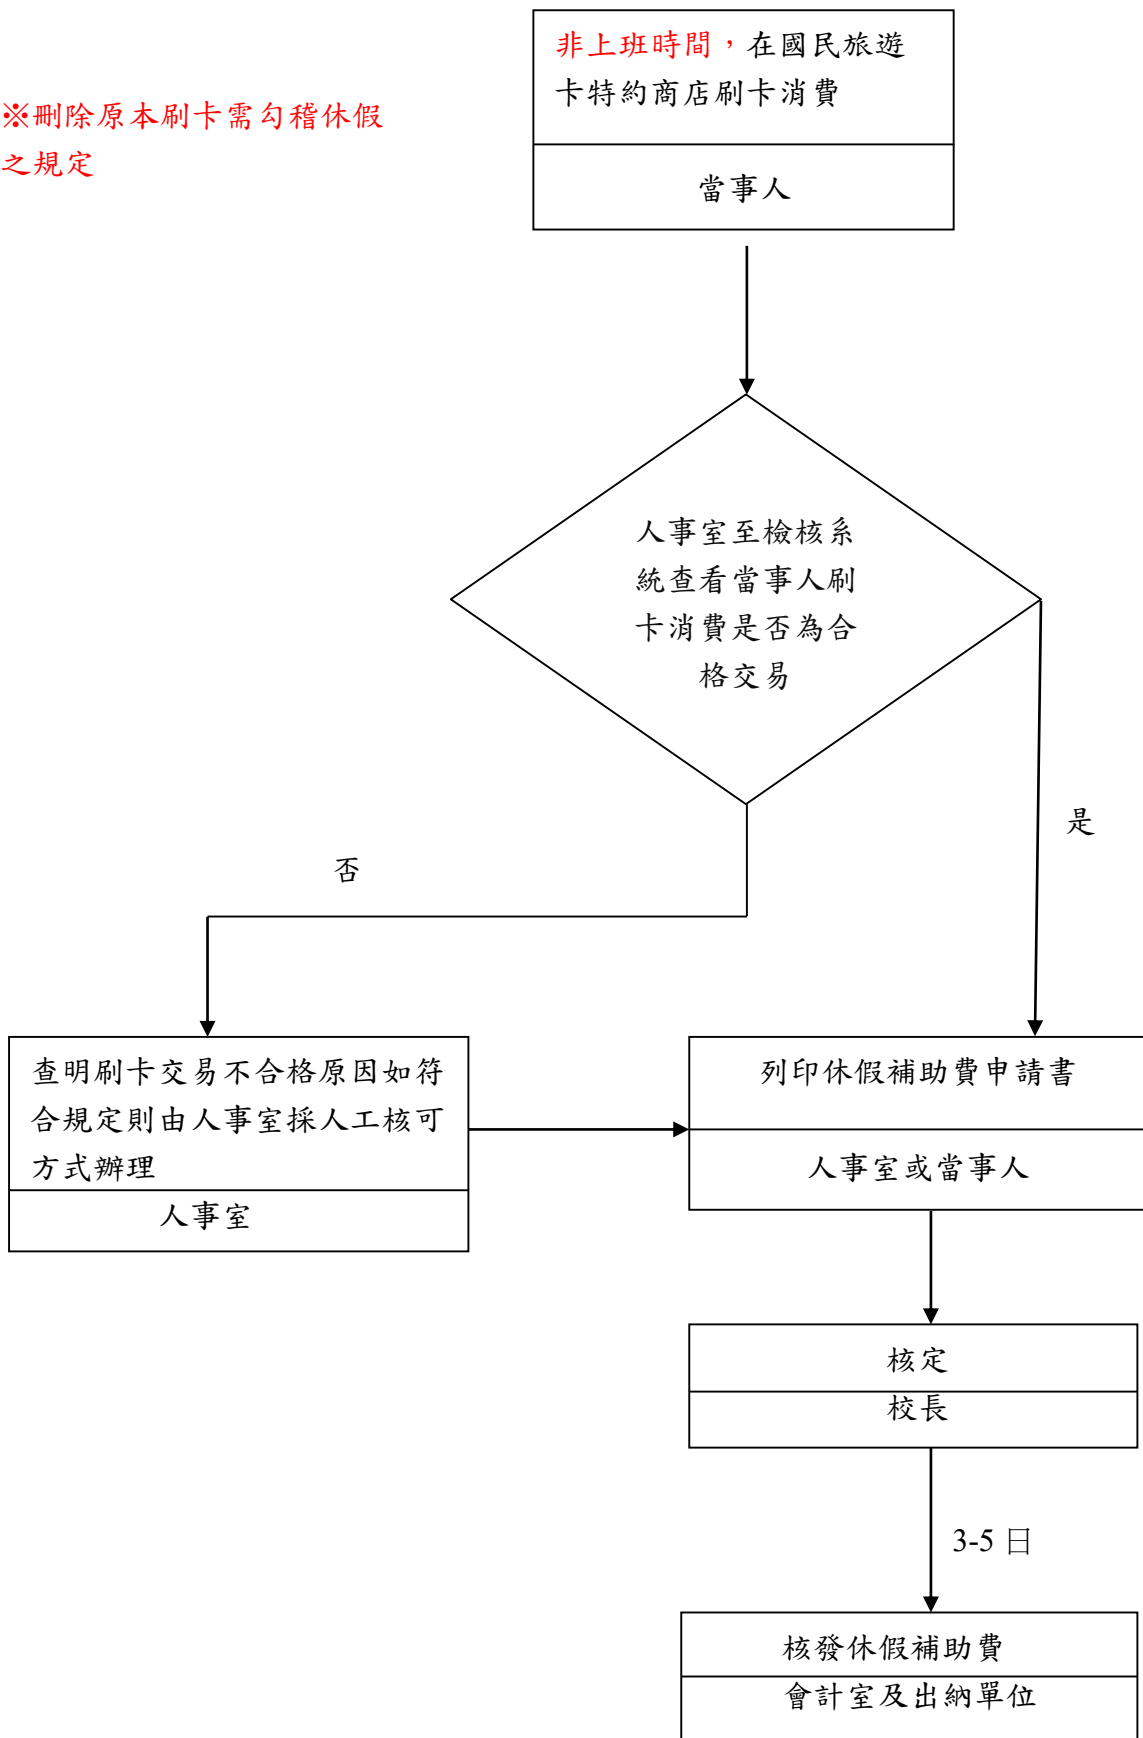 非上班時間，在國民旅遊
卡特約商店刷卡消費
※刪除原本刷卡需勾稽休假
之規定
當事人
人事室至檢核系
統查看當事人刷
卡消費是否為合
格交易
是
否
查明刷卡交易不合格原因如符
合規定則由人事室採人工核可
方式辦理
人事室
列印休假補助費申請書
人事室或當事人
核定
校長
3-5 日
核發休假補助費
會計室及出納單位